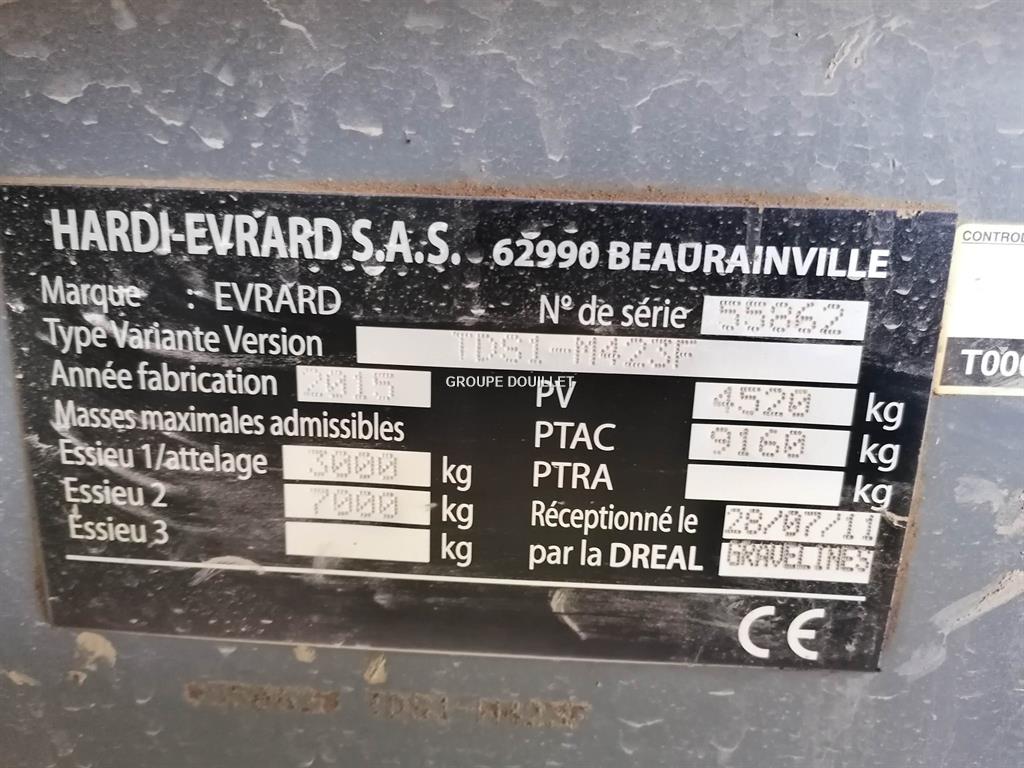 HARDI-EVRARD S.A.S. 62990 BEAURAINVILLE
Marque : EVRARD
N° de série 55862
Type Variante Version TDS1-M423F
Année fabrication 2015
Masses maximales admissibles
Essieu 1/attelage 3000 kg
Essieu 2 7000 kg
Essieu 3 kg
PV 4520 kg
PTAC 9160 kg
PTRA kg
Réceptionné le 28/07/11
par la DREAL GRAVELINES
CE
GROUPE DOUILLET
TDS1-M423F